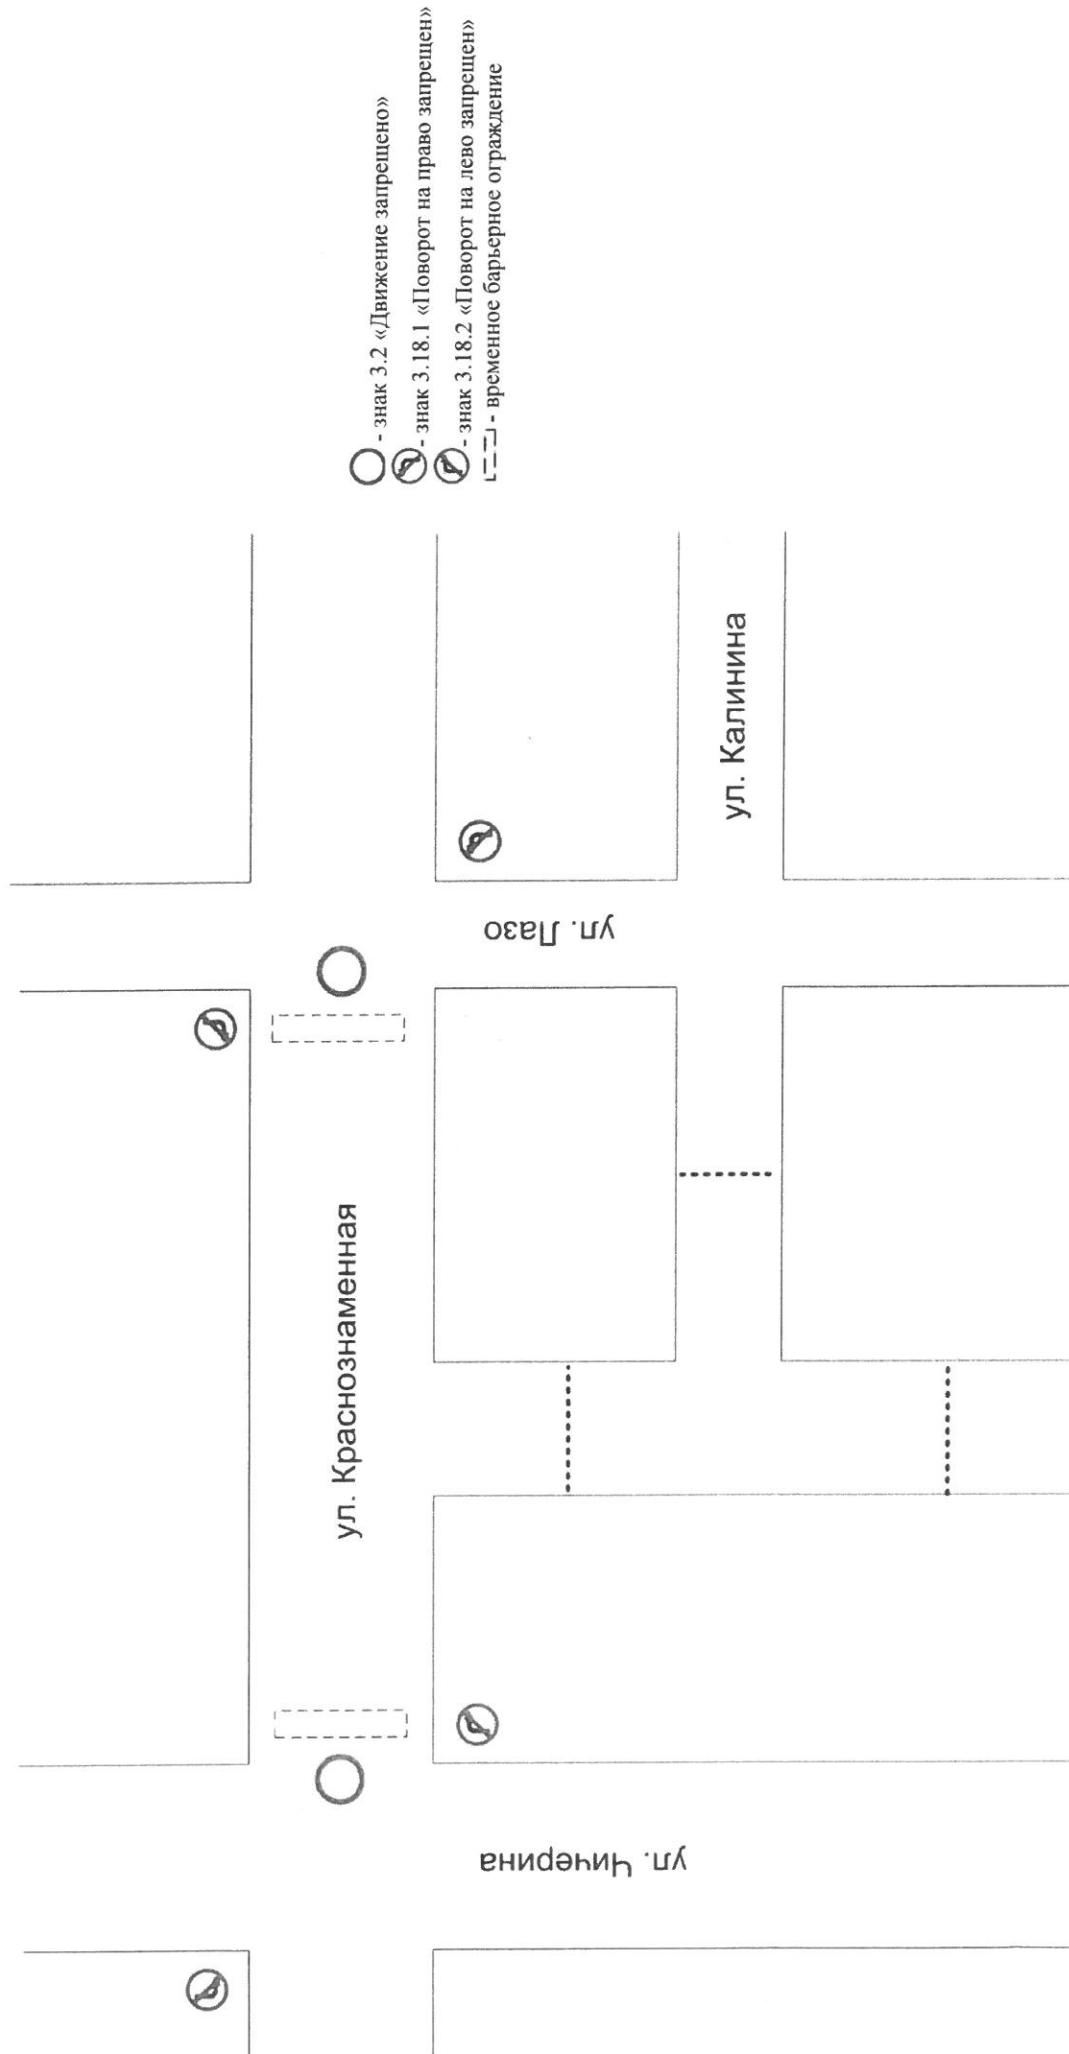 - знак 3.2 «Движение запрещено»
- знак 3.18.1 «Поворот на право запрещен»
- знак 3.18.2 «Поворот на лево запрещен»
- временное барьерное ограждение
ул. Краснознаменная
ул. Калинина
ул. Лазо
ул. Чичерина